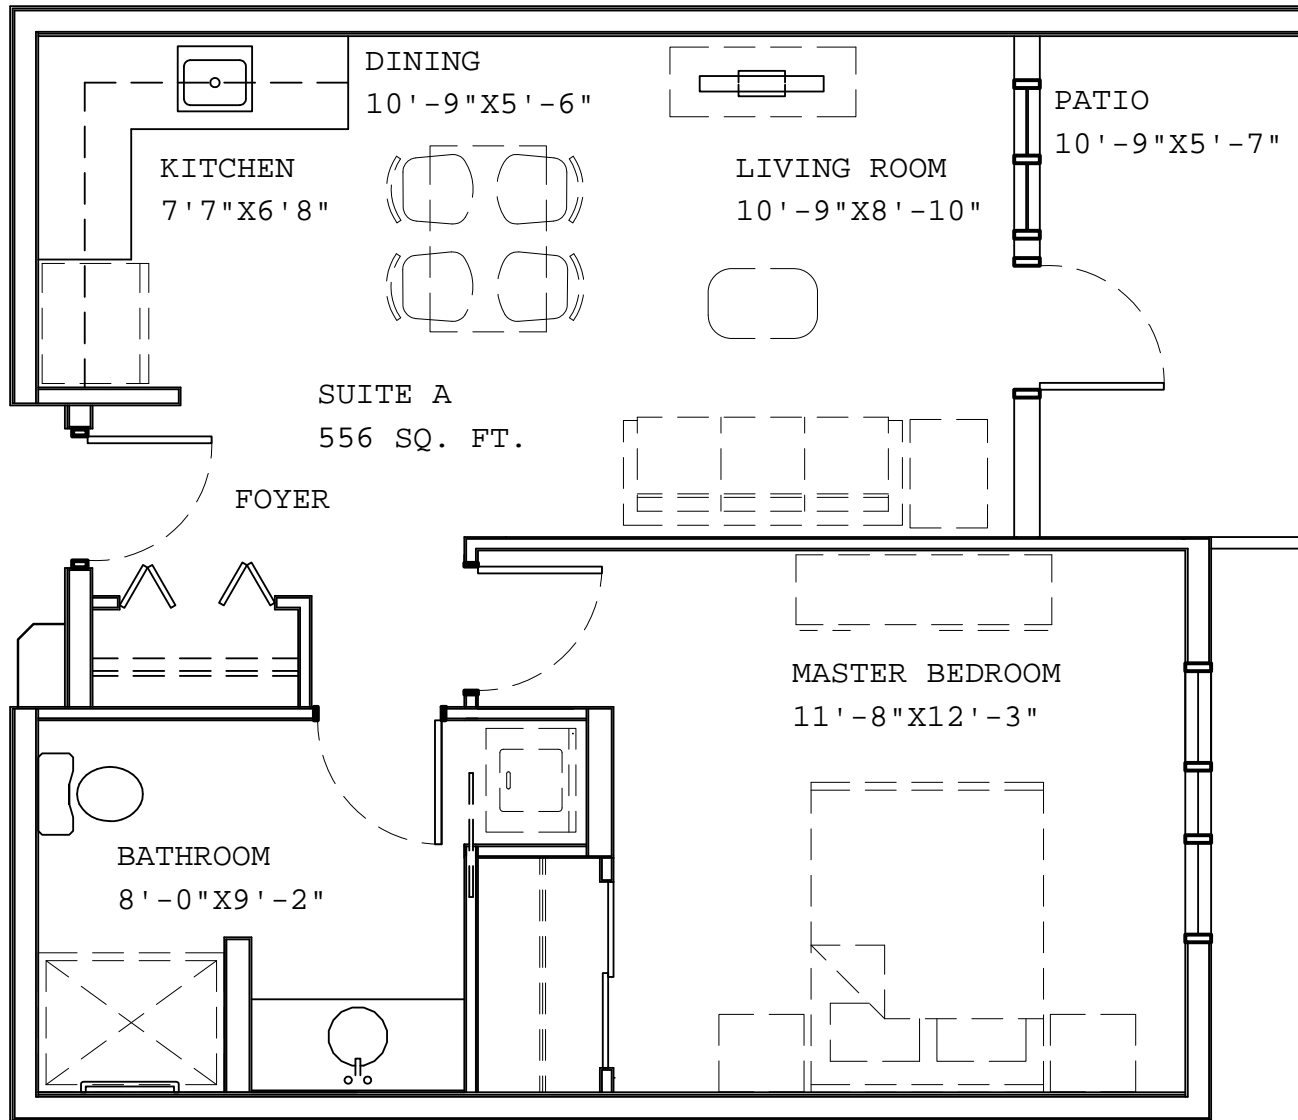 DINING
10'-9"X5'-6"
PATIO
10'-9"X5'-7"
KITCHEN
7'7"X6'8"
LIVING ROOM
10'-9"X8'-10"
SUITE A
556 SQ. FT.
FOYER
MASTER BEDROOM
11'-8"X12'-3"
BATHROOM
8'-0"X9'-2"